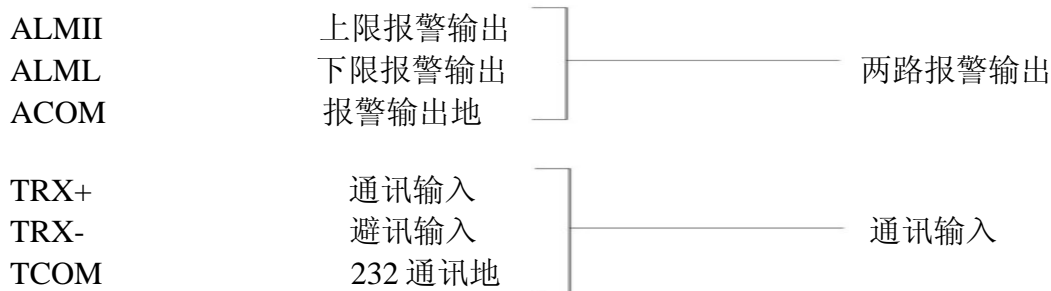 ALMII 上限报警输出
ALML 下限报警输出 两路报警输出
ACOM 报警输出地
TRX+ 通讯输入
TRX- 避讯输入 通讯输入
TCOM 232 通讯地